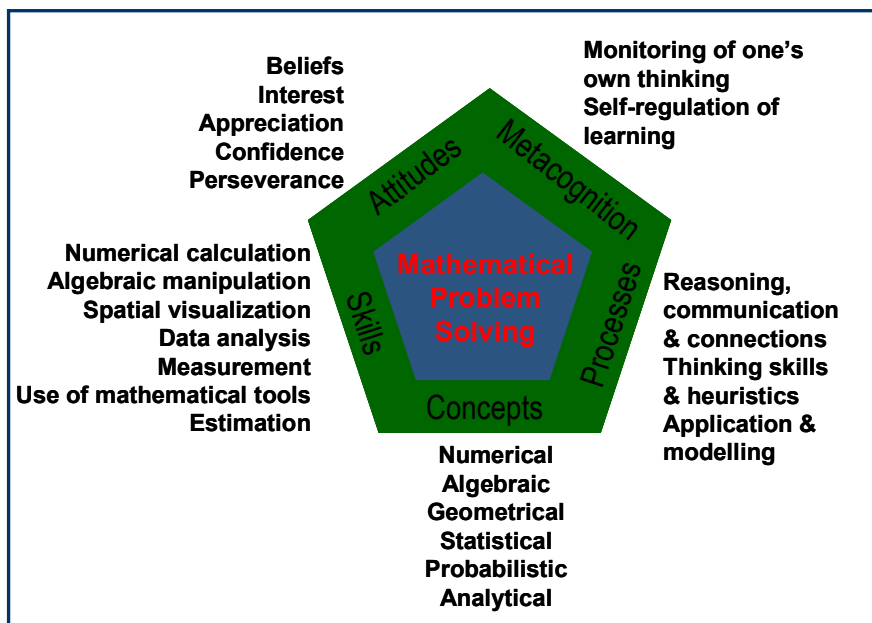 Beliefs
Interest
Appreciation
Confidence
Perseverance
Monitoring of one's
own thinking
Self-regulation of
learning
Attitudes
Metacognition
Numerical calculation
Algebraic manipulation
Spatial visualization
Data analysis
Measurement
Use of mathematical tools
Estimation
Skills
Mathematical
Problem
Solving
Processes
Reasoning,
communication
& connections
Thinking skills
& heuristics
Application &
modelling
Concepts
Numerical
Algebraic
Geometrical
Statistical
Probabilistic
Analytical